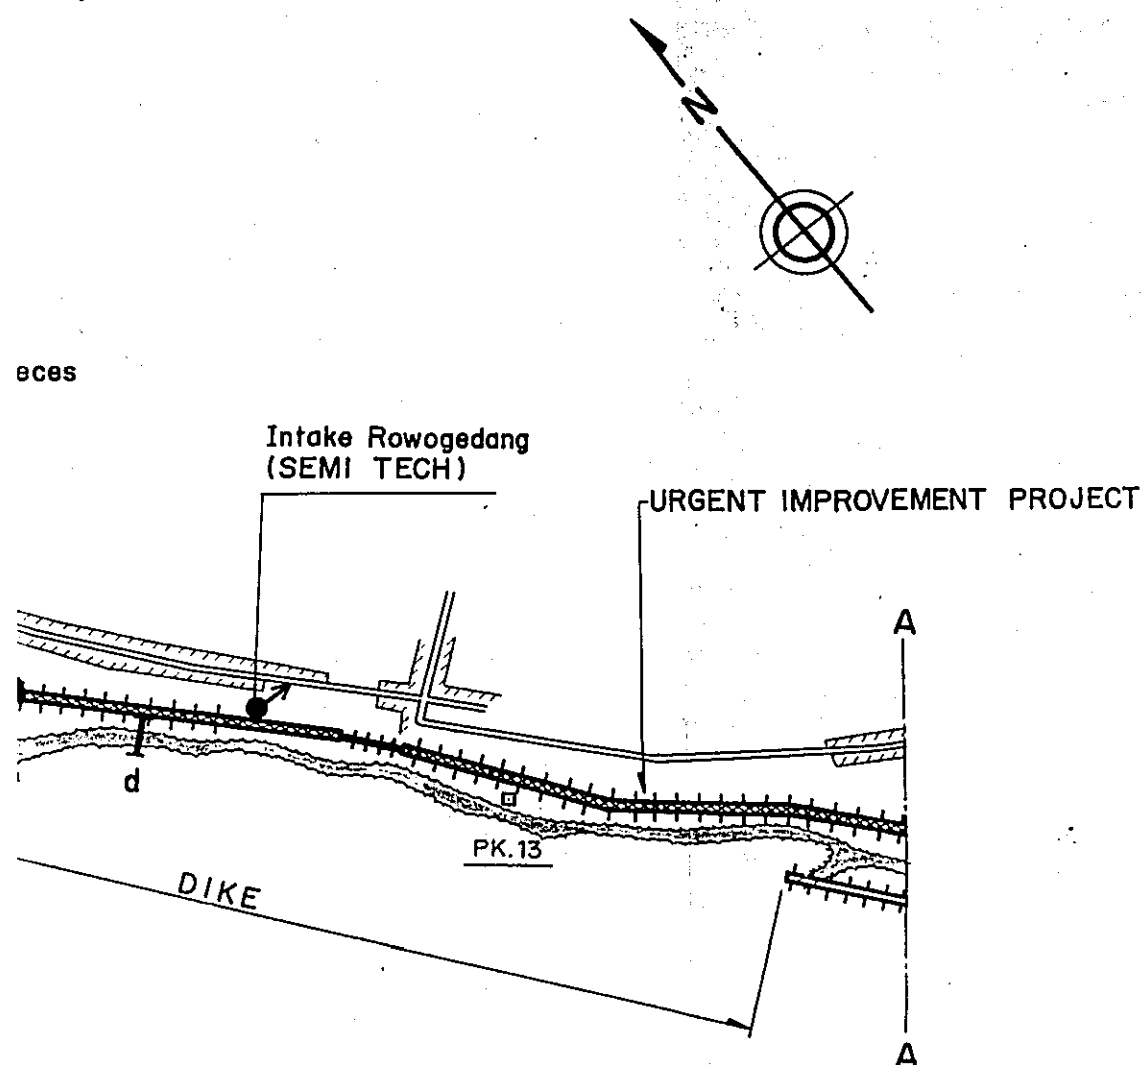 N
eces
Intake Rowogedang
(SEMI TECH)
URGENT IMPROVEMENT PROJECT
A
d
PK.13
DIKE
A